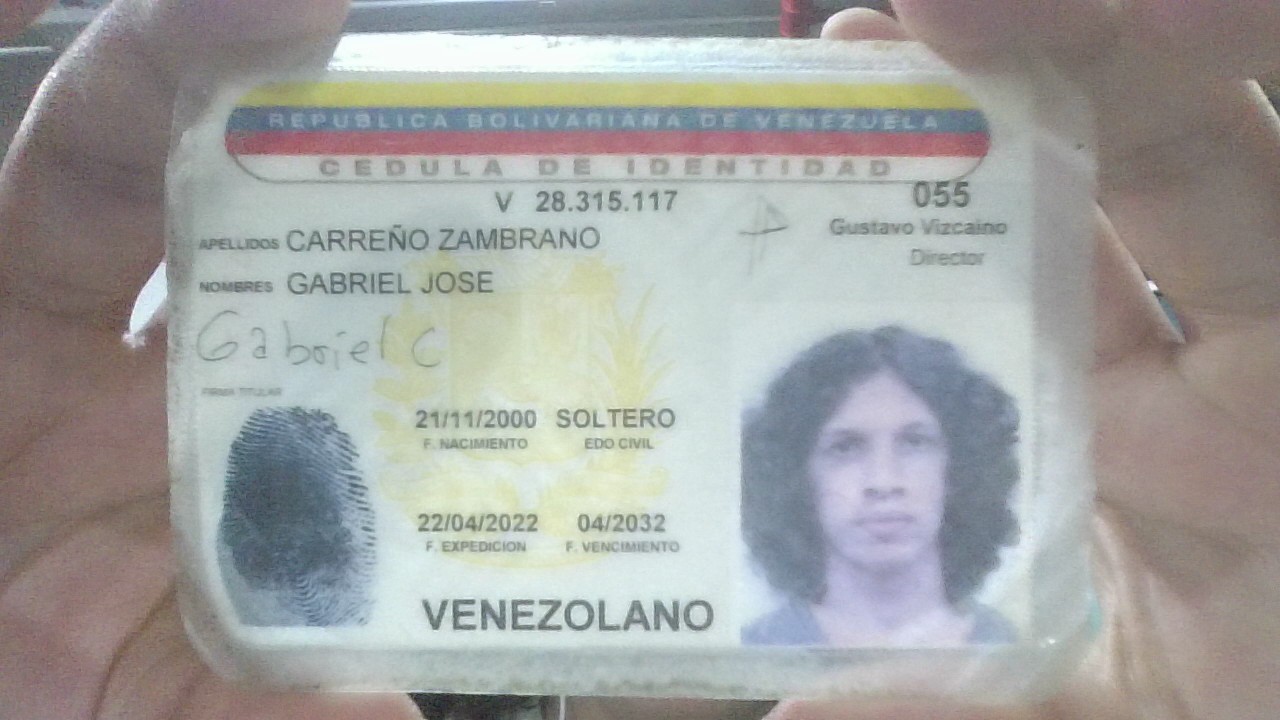 REPUBLICA BOLIVARIANA DE VENEZUELA
CEDULA DE IDENTIDAD
V 28.315.117
055
Gustavo Vizcaino
Director
APELLIDOS CARREÑO ZAMBRANO
NOMBRES GABRIEL JOSE
Gabriel C
FIRMA TITULAR
21/11/2000 SOLTERO
F. NACIMIENTO EDO CIVIL
22/04/2022 04/2032
F. EXPEDICION F. VENCIMIENTO
VENEZOLANO